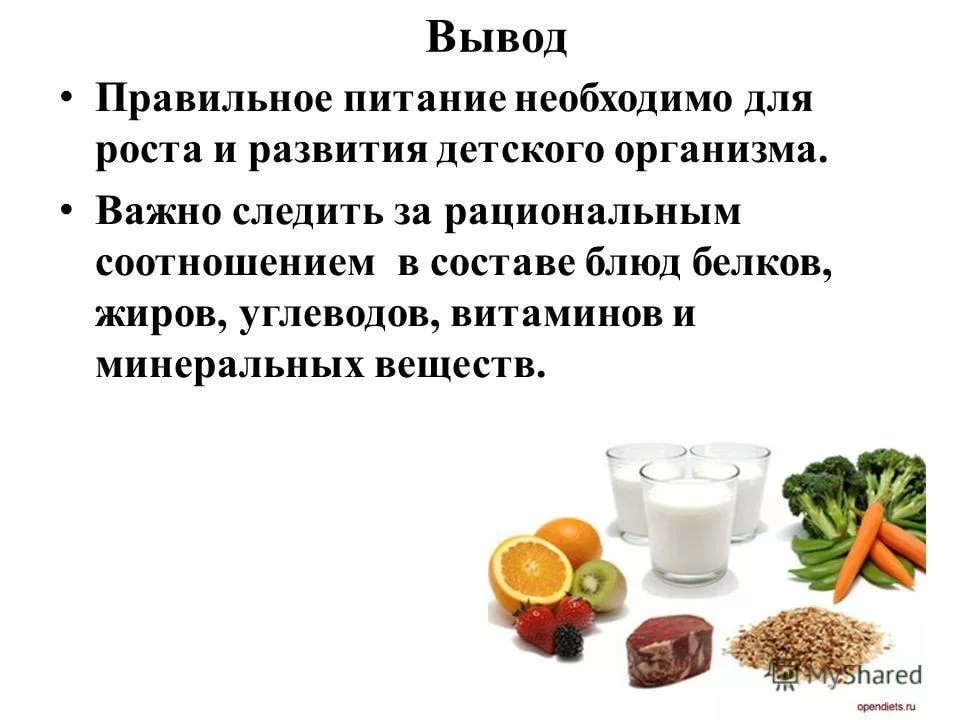 Вывод
• Правильное питание необходимо для
роста и развития детского организма.
• Важно следить за рациональным
соотношением в составе блюд белков,
жиров, углеводов, витаминов и
минеральных веществ.
MyShared
opendiets.ru